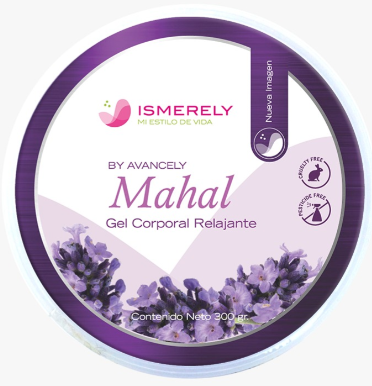 Nueva Imagen
ISMERELY
MI ESTILO DE VIDA
CRUELTY FREE
BY AVANCELY
Mahal
PESTICIDE FREE
Gel Corporal Relajante
Contenido Neto 300 gr.